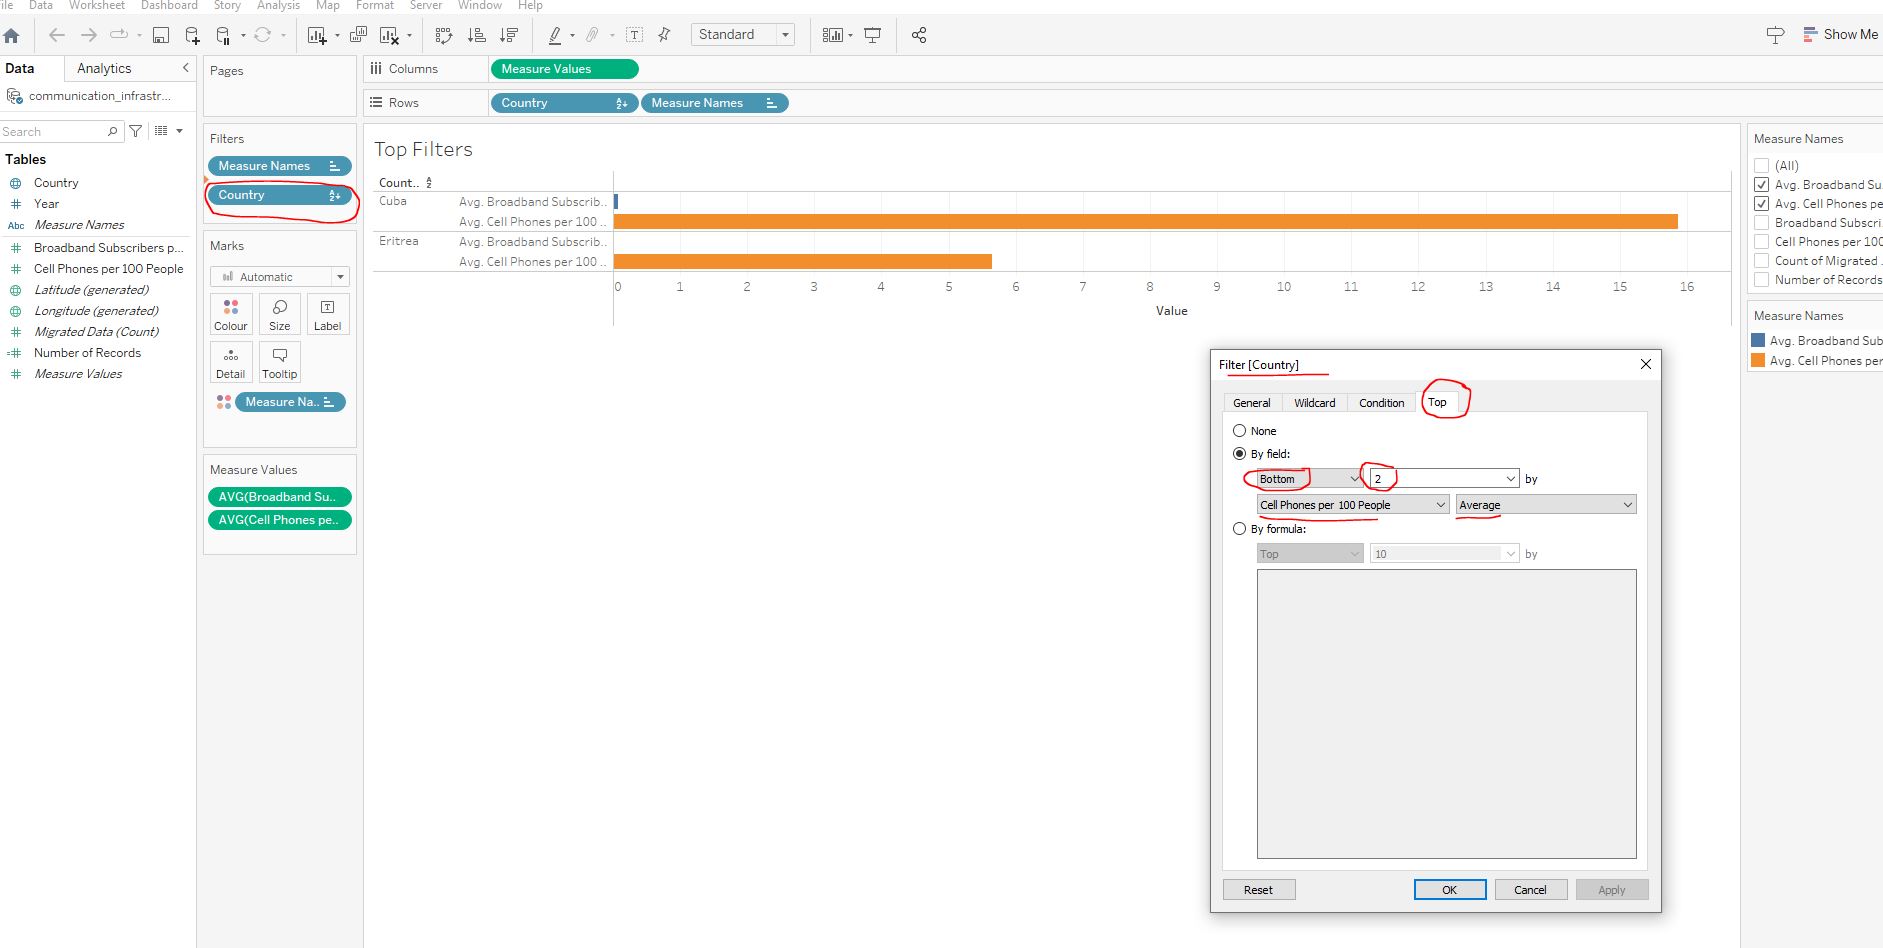 ile Data Worksheet Dashboard Story Analysis Map Format Server Window Help
Standard
Show Me
Data Analytics
communication_infrastr...
Search
Tables
Country
Year
Abc Measure Names
Broadband Subscribers p...
Cell Phones per 100 People
Latitude (generated)
Longitude (generated)
Migrated Data (Count)
Number of Records
Measure Values
Pages
Filters
Measure Names
Country
Marks
Automatic
Colour Size Label
Detail Tooltip
Measure Na..
Measure Values
AVG(Broadband Su..
AVG(Cell Phones pe..
Columns Measure Values
Rows Country Measure Names
Top Filters
Count..
Cuba Avg. Broadband Subscrib..
Avg. Cell Phones per 100 ..
Eritrea Avg. Broadband Subscrib..
Avg. Cell Phones per 100 ..
0 1 2 3 4 5 6 7 8 9 10 11 12 13 14 15 16
Value
Filter [Country]
General Wildcard Condition Top
None
By field:
Bottom 2 by
Cell Phones per 100 People Average
By formula:
Top 10 by
Reset OK Cancel Apply
Measure Names
(All)
Avg. Broadband Su
Avg. Cell Phones pe
Broadband Subscri
Cell Phones per 100
Count of Migrated .
Number of Records
Measure Names
Avg. Broadband Sub
Avg. Cell Phones per